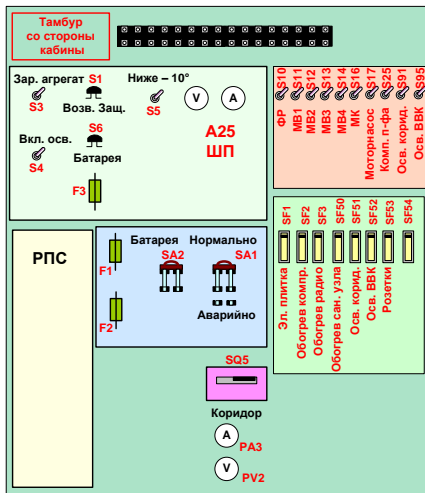 Тамбур
со стороны
кабины
Зар. агрегат
S1
Ниже – 10°
S3
Возв. Защ.
S5
V
A
Вкл. осв.
S6
S4
Батарея
F3
А25
ШП
S10
S11
S12
S13
S14
S16
S17
S25
S91
S95
ФР
МВ1
МВ2
МВ3
МВ4
МК
Моторнасос
Комп. п-фа
Осв. корид.
Осв. ВВК
РПС
F1
F2
Батарея
Нормально
SA2
SA1
Аварийно
SF1
SF2
SF3
SF50
SF51
SF52
SF53
SF54
Эл. плитка
Обогрев компр.
Обогрев радио
Обогрев сан. узла
Осв. корид.
Осв. ВВК
Розетки
SQ5
Коридор
A
PA3
V
PV2